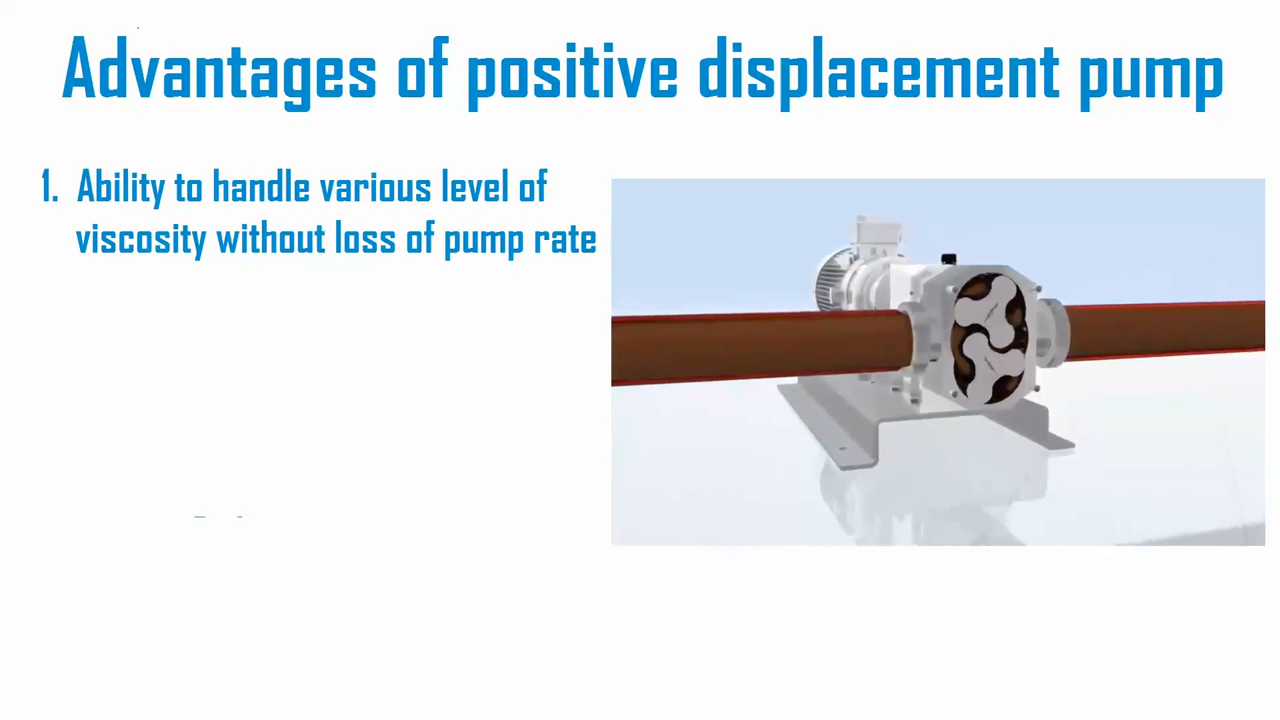 Advantages of positive displacement pump
1. Ability to handle various level of
viscosity without loss of pump rate